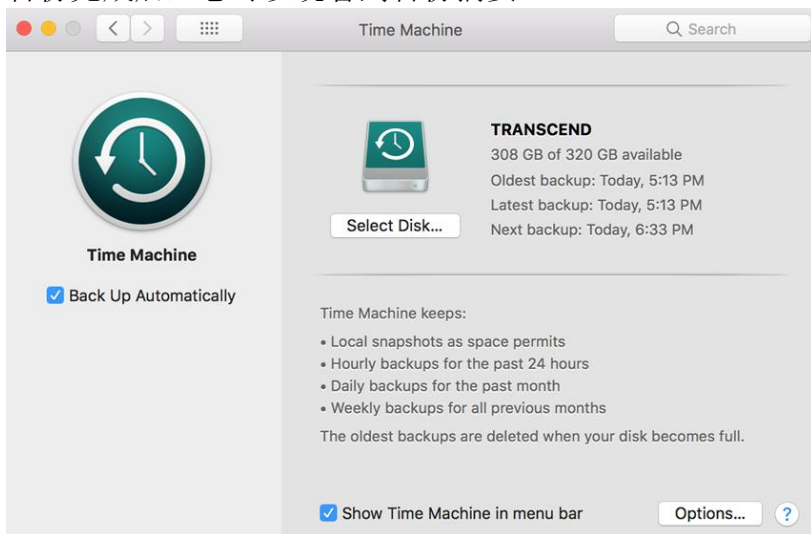 Time Machine
Search
TRANSCEND
308 GB of 320 GB available
Oldest backup: Today, 5:13 PM
Latest backup: Today, 5:13 PM
Next backup: Today, 6:33 PM
Select Disk...
Time Machine
Back Up Automatically
Time Machine keeps:
• Local snapshots as space permits
• Hourly backups for the past 24 hours
• Daily backups for the past month
• Weekly backups for all previous months
The oldest backups are deleted when your disk becomes full.
Show Time Machine in menu bar
Options...
?